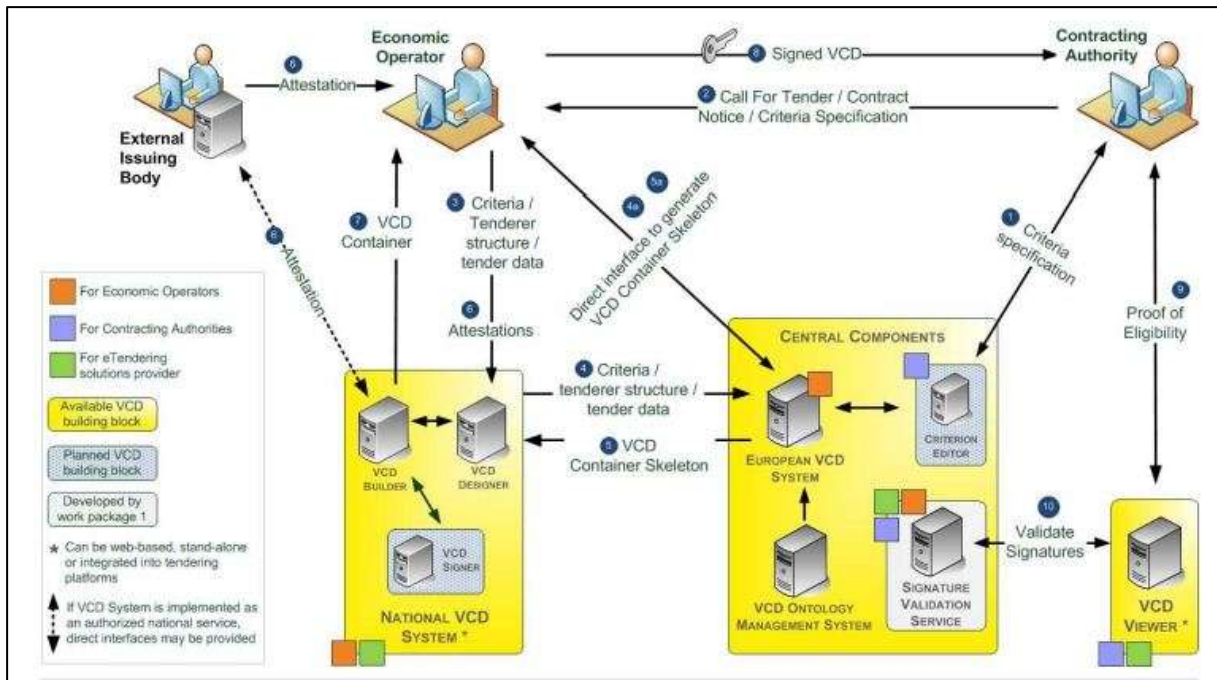 Economic
Operator
Contracting
Authority
External
Issuing
Body
6
Attestation
8 Signed VCD
2 Call For Tender / Contract
Notice / Criteria Specification
7 VCD
Container
3 Criteria /
Tenderer
structure /
tender data
6
Attestations
6
Attestation
5a
4a
Direct interface to generate
VCD Container Skeleton
1 Criteria
specification
9
Proof of
Eligibility
For Economic Operators
For Contracting Authorities
For eTendering
solutions provider
Available VCD
building block
Planned VCD
building block
Developed by
work package 1
* Can be web-based, stand-alone
or integrated into tendering
platforms
If VCD System is implemented as
an authorized national service,
direct interfaces may be provided
VCD
BUILDER
VCD
DESIGNER
VCD
SIGNER
NATIONAL VCD
SYSTEM *
4 Criteria /
tenderer structure /
tender data
5 VCD
Container Skeleton
CENTRAL COMPONENTS
EUROPEAN VCD
SYSTEM
CRITERION
EDITOR
VCD ONTOLOGY
MANAGEMENT SYSTEM
SIGNATURE
VALIDATION
SERVICE
10
Validate
Signatures
VCD
VIEWER *